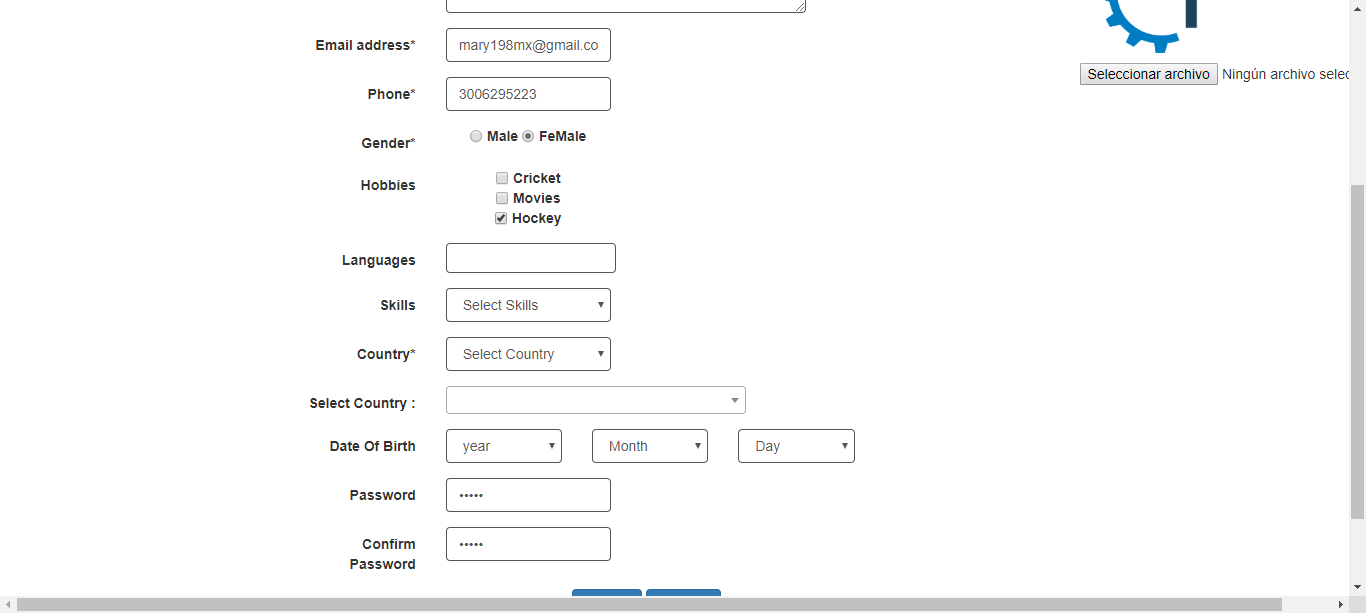 Email address* mary198mx@gmail.co
Seleccionar archivo Ningún archivo selec
Phone* 3006295223
Gender* Male FeMale
Hobbies Cricket
Movies
Hockey
Languages
Skills Select Skills
Country* Select Country
Select Country :
Date Of Birth year Month Day
Password •••••
Confirm Password •••••